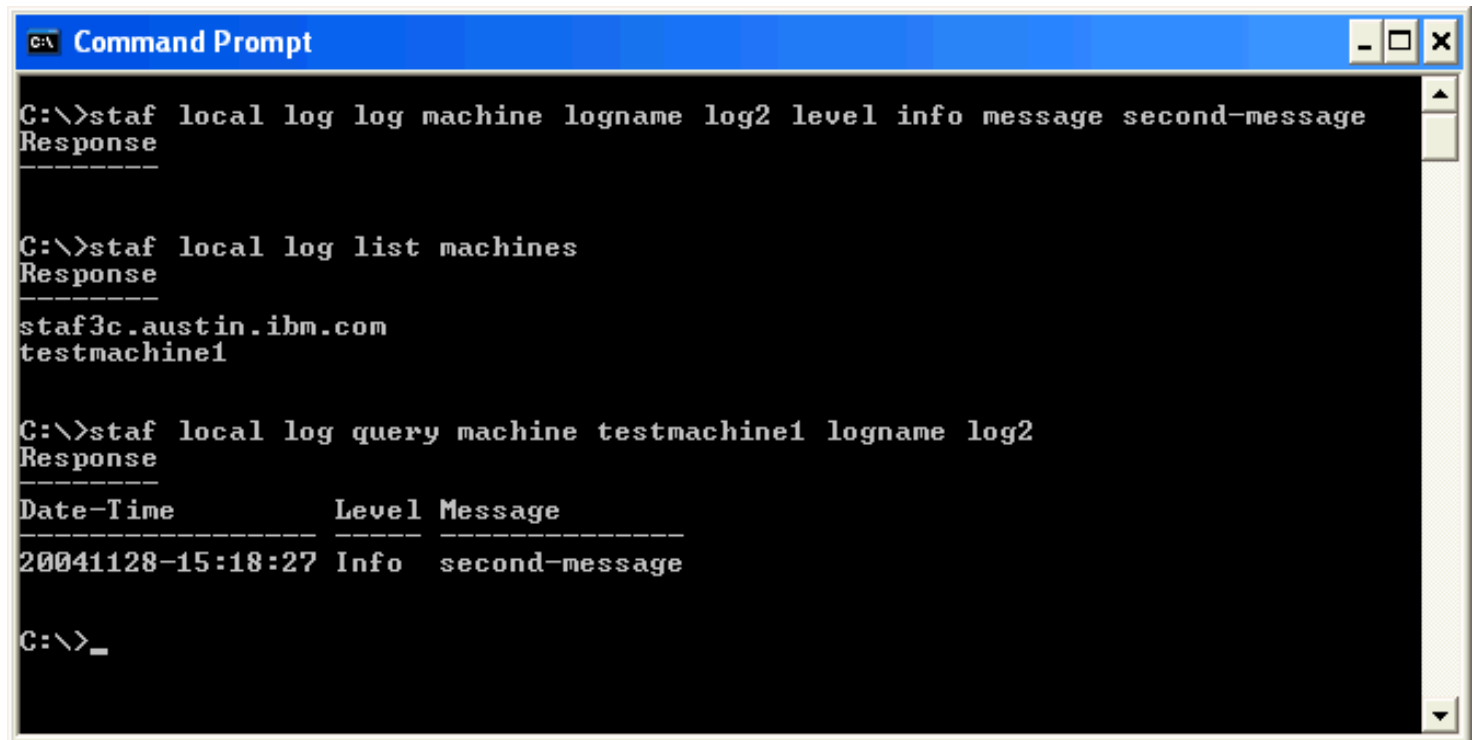 Command Prompt
C:\>staf local log log machine logname log2 level info message second-message
Response
--------
C:\>staf local log list machines
Response
--------
staf3c.austin.ibm.com
testmachine1
C:\>staf local log query machine testmachine1 logname log2
Response
--------
Date-Time Level Message
----------------- ----- --------------
20041128-15:18:27 Info second-message
C:\>_